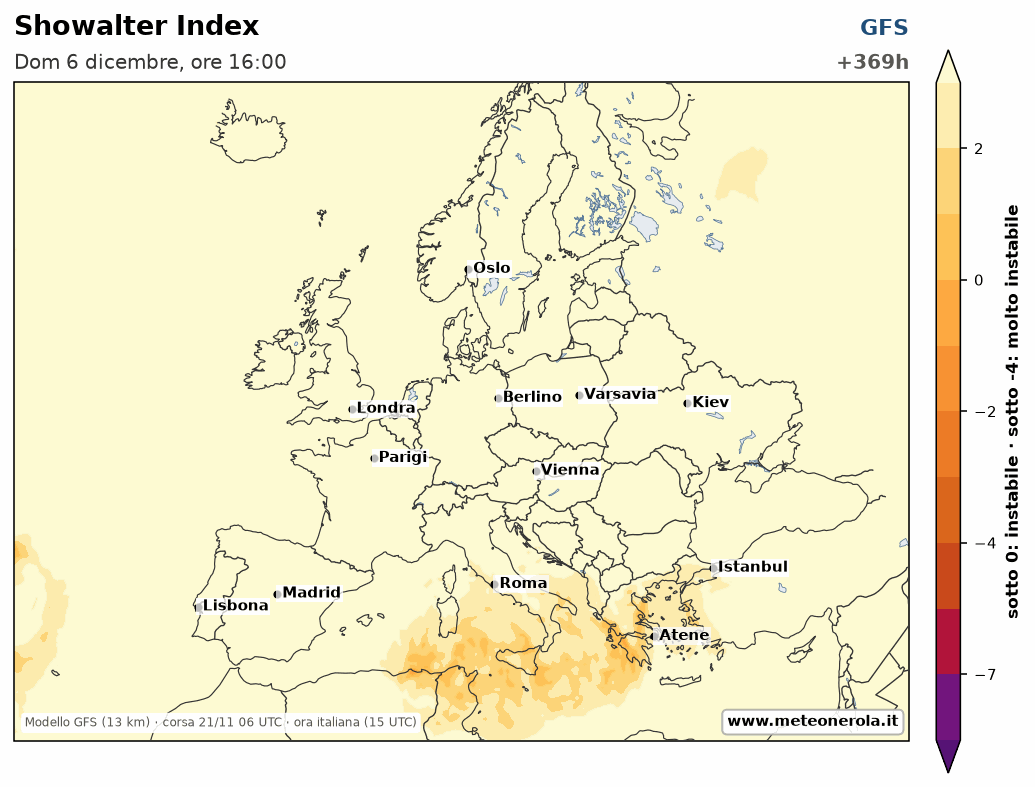 Showalter Index
GFS
Dom 6 dicembre, ore 16:00
+369h
Oslo
Berlino
Varsavia
Londra
Kiev
Parigi
Vienna
Istanbul
Roma
Madrid
Lisbona
Atene
Modello GFS (13 km) · corsa 21/11 06 UTC · ora italiana (15 UTC)
www.meteonerola.it
2
0
−2
−4
−7
sotto 0: instabile · sotto -4: molto instabile